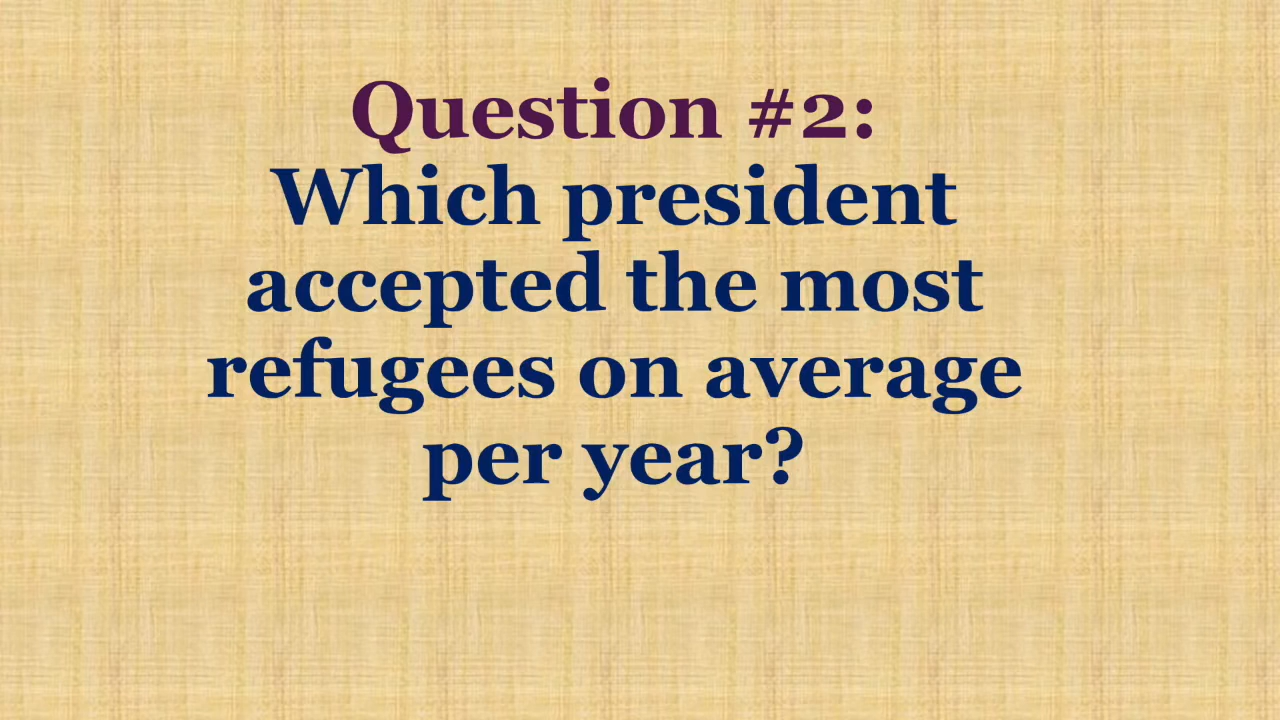 Question #2:
Which president
accepted the most
refugees on average
per year?